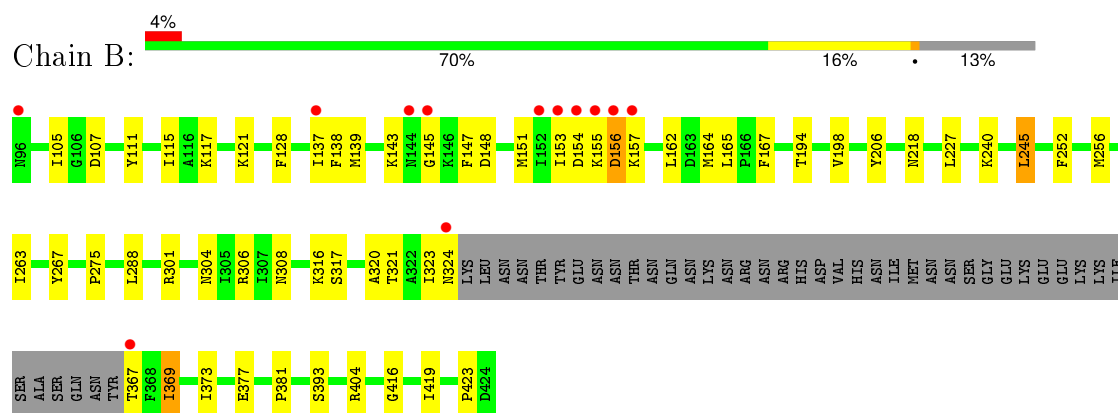 4%
Chain B:
70% 16% • 13%
N96 I105 G106 D107 Y111 I115 A116 K117 K121 F128 I137 F138 M139 K143 N144 G145 K146 F147 D148 M151 I152 I153 D154 K155 D156 K157 L162 D163 M164 L165 P166 F167 T194 V198 Y206 N218 L227 K240 L245 F252 M256
I263 Y267 P275 L288 R301 N304 I305 R306 I307 N308 K316 S317 A320 T321 A322 I323 N324 LYS LEU ASN ASN THR TYR GLU ASN ASN THR ASN GLN ASN LYS ASN ARG ASN ARG HIS ASP VAL HIS ASN ILE MET ASN ASN SER GLY GLU LYS GLU GLU LYS LYS ILE
SER ALA SER GLN ASN TYR T367 F368 I369 I373 E377 P381 S393 R404 G416 I419 P423 D424